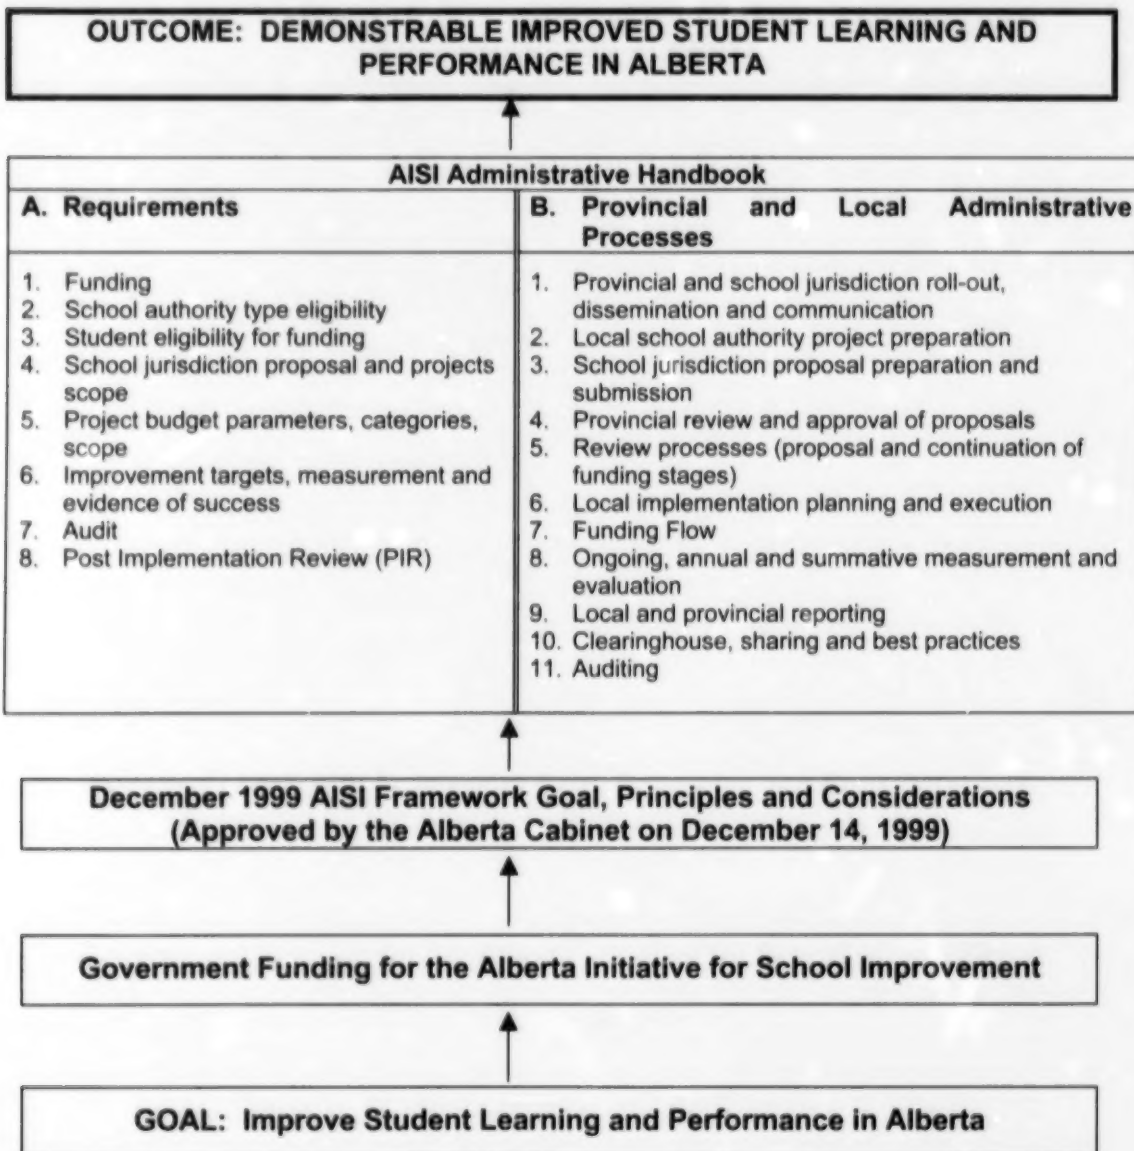 OUTCOME: DEMONSTRABLE IMPROVED STUDENT LEARNING AND
PERFORMANCE IN ALBERTA
AISI Administrative Handbook
A. Requirements
1. Funding
2. School authority type eligibility
3. Student eligibility for funding
4. School jurisdiction proposal and projects
scope
5. Project budget parameters, categories,
scope
6. Improvement targets, measurement and
evidence of success
7. Audit
8. Post Implementation Review (PIR)
B. Provincial and Local Administrative
Processes
1. Provincial and school jurisdiction roll-out,
dissemination and communication
2. Local school authority project preparation
3. School jurisdiction proposal preparation and
submission
4. Provincial review and approval of proposals
5. Review processes (proposal and continuation of
funding stages)
6. Local implementation planning and execution
7. Funding Flow
8. Ongoing, annual and summative measurement and
evaluation
9. Local and provincial reporting
10. Clearinghouse, sharing and best practices
11. Auditing
December 1999 AISI Framework Goal, Principles and Considerations
(Approved by the Alberta Cabinet on December 14, 1999)
Government Funding for the Alberta Initiative for School Improvement
GOAL: Improve Student Learning and Performance in Alberta